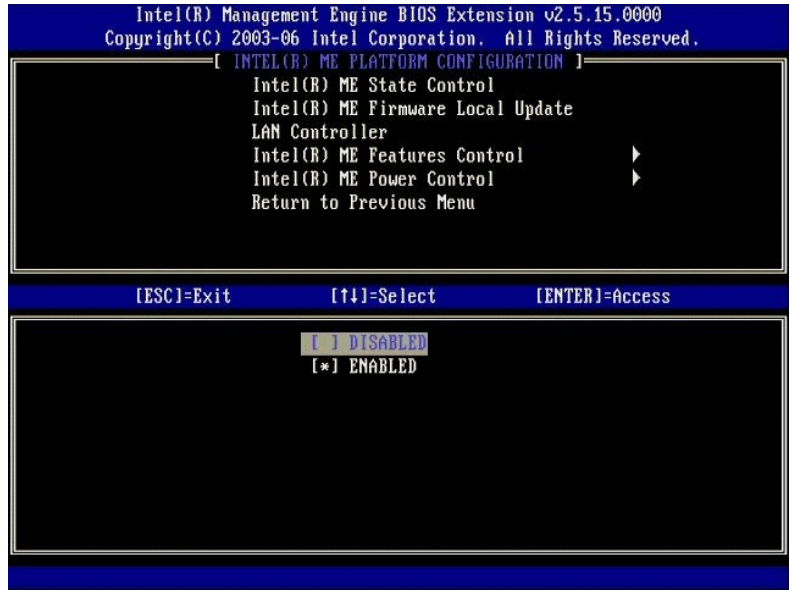 Intel(R) Management Engine BIOS Extension v2.5.15.0000
Copyright(C) 2003-06 Intel Corporation. All Rights Reserved.
[ INTEL(R) ME PLATFORM CONFIGURATION ]
Intel(R) ME State Control
Intel(R) ME Firmware Local Update
LAN Controller
Intel(R) ME Features Control ▶
Intel(R) ME Power Control ▶
Return to Previous Menu
[ESC]=Exit [↑↓]=Select [ENTER]=Access
[ ] DISABLED
[*] ENABLED